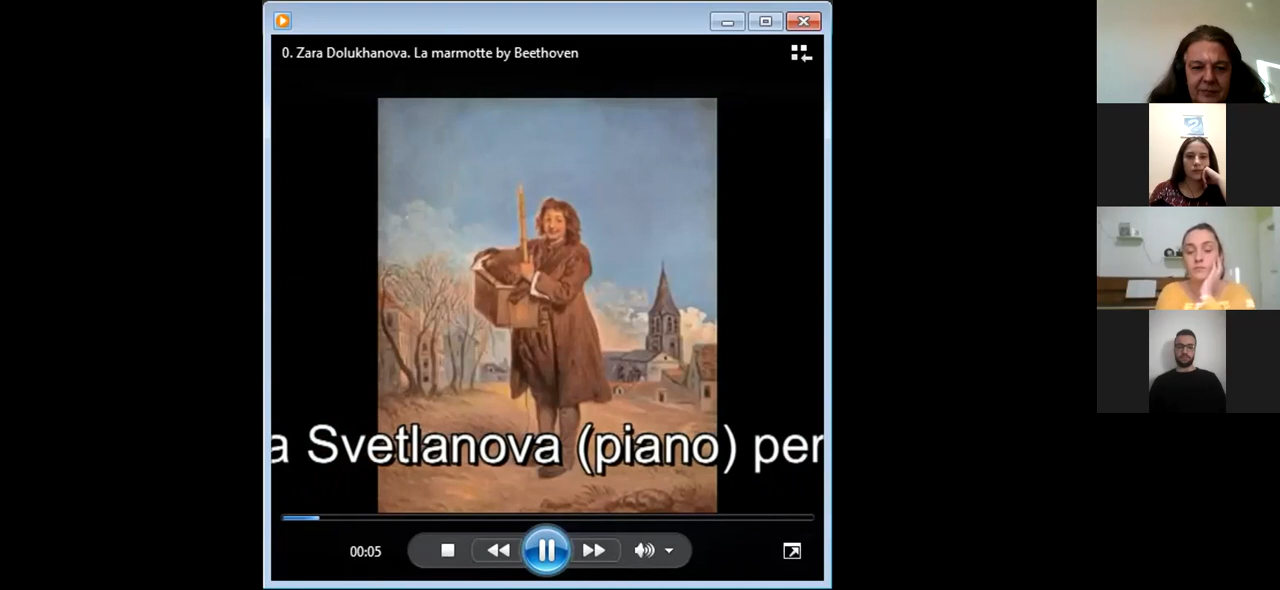 0. Zara Dolukhanova. La marmotte by Beethoven
a Svetlanova (piano) per
00:05